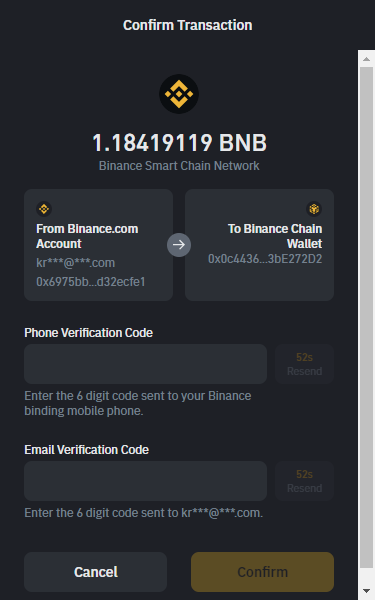 Confirm Transaction
1.18419119 BNB
Binance Smart Chain Network
From Binance.com
Account
kr***@***.com
0x6975bb...d32ecfe1
To Binance Chain
Wallet
0x0c4436...3bE272D2
Phone Verification Code
52s
Resend
Enter the 6 digit code sent to your Binance
binding mobile phone.
Email Verification Code
52s
Resend
Enter the 6 digit code sent to kr***@***.com.
Cancel
Confirm